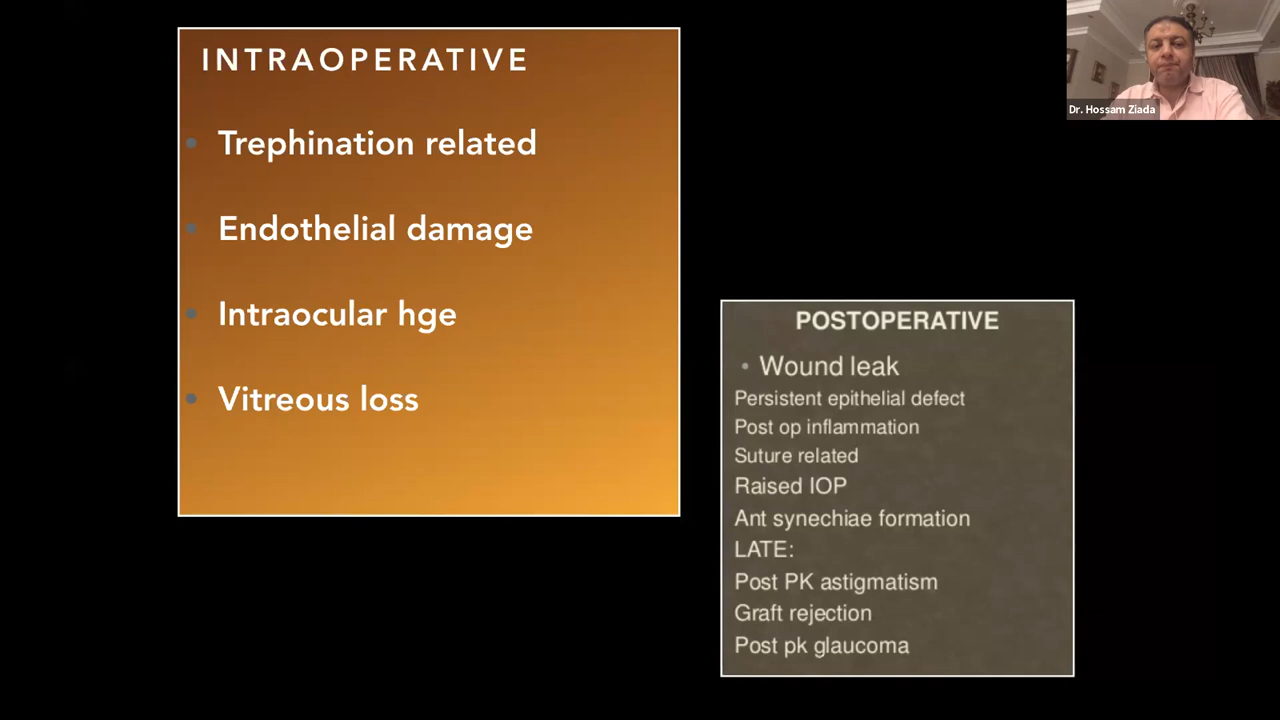 INTRAOPERATIVE
• Trephination related
• Endothelial damage
• Intraocular hge
• Vitreous loss
Dr. Hossam Ziada
POSTOPERATIVE
• Wound leak
Persistent epithelial defect
Post op inflammation
Suture related
Raised IOP
Ant synechiae formation
LATE:
Post PK astigmatism
Graft rejection
Post pk glaucoma